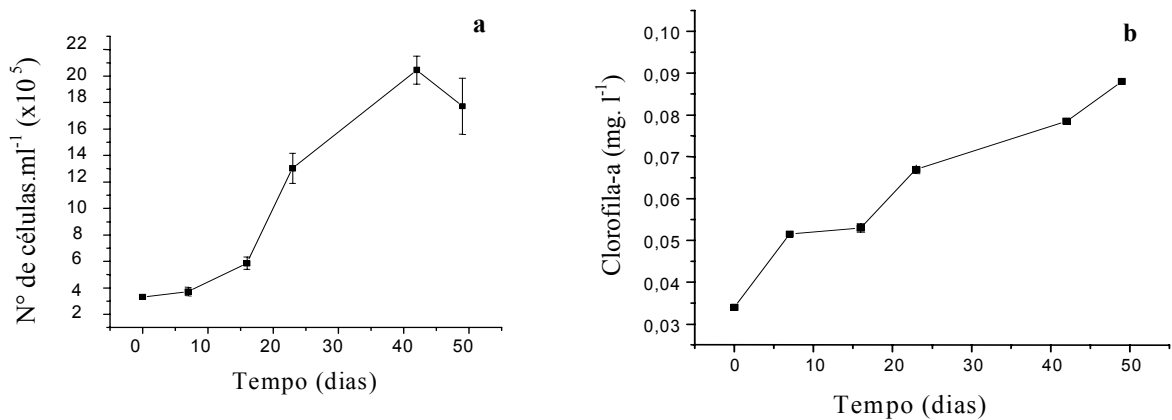 a
22
20
18
16
14
12
10
8
6
4
2
N° de células.ml⁻¹ (x10⁵)
0 10 20 30 40 50
Tempo (dias)
b
0,10
0,09
0,08
0,07
0,06
0,05
0,04
0,03
Clorofila-a (mg. l⁻¹)
0 10 20 30 40 50
Tempo (dias)